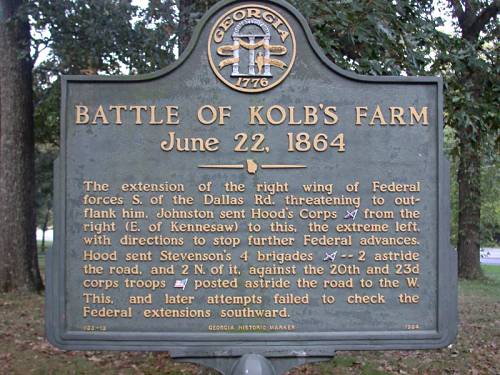 GEORGIA
1776
BATTLE OF KOLB'S FARM
June 22, 1864
The extension of the right wing of Federal
forces S. of the Dallas Rd. threatening to out-
flank him, Johnston sent Hood's Corps from the
right (E. of Kennesaw) to this, the extreme left,
with directions to stop further Federal advances.
Hood sent Stevenson's 4 brigades -- 2 astride
the road, and 2 N. of it, against the 20th and 23d
corps troops posted astride the road to the W.
This, and later attempts failed to check the
Federal extensions southward.
GEORGIA HISTORIC MARKER